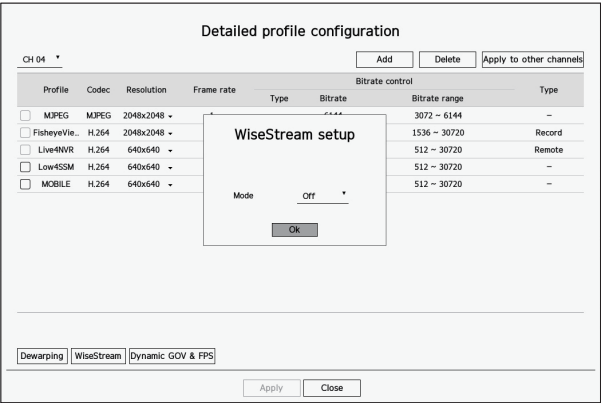 Detailed profile configuration
CH 04
Add Delete Apply to other channels
Profile Codec Resolution Frame rate Bitrate control Type
Type Bitrate Bitrate range
MJPEG MJPEG 2048x2048 3072 ~ 6144 –
FisheyeVie... H.264 2048x2048 1536 ~ 30720 Record
Live4NVR H.264 640x640 512 ~ 30720 Remote
Low4SSM H.264 640x640 512 ~ 30720 –
MOBILE H.264 640x640 512 ~ 30720 –
WiseStream setup
Mode Off
Ok
Dewarping WiseStream Dynamic GOV & FPS
Apply Close